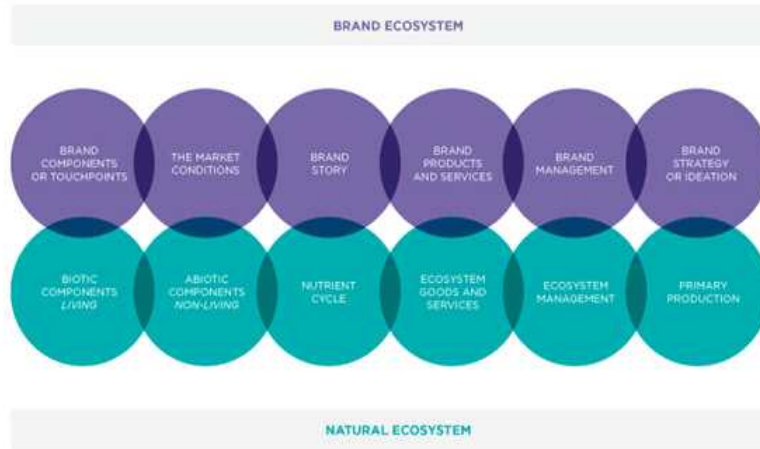 BRAND ECOSYSTEM
BRAND
COMPONENTS
OR TOUCHPOINTS
THE MARKET
CONDITIONS
BRAND
STORY
BRAND
PRODUCTS
AND SERVICES
BRAND
MANAGEMENT
BRAND
STRATEGY
OR IDEATION
BIOTIC
COMPONENTS
LIVING
ABIOTIC
COMPONENTS
NON-LIVING
NUTRIENT
CYCLE
ECOSYSTEM
GOODS AND
SERVICES
ECOSYSTEM
MANAGEMENT
PRIMARY
PRODUCTION
NATURAL ECOSYSTEM